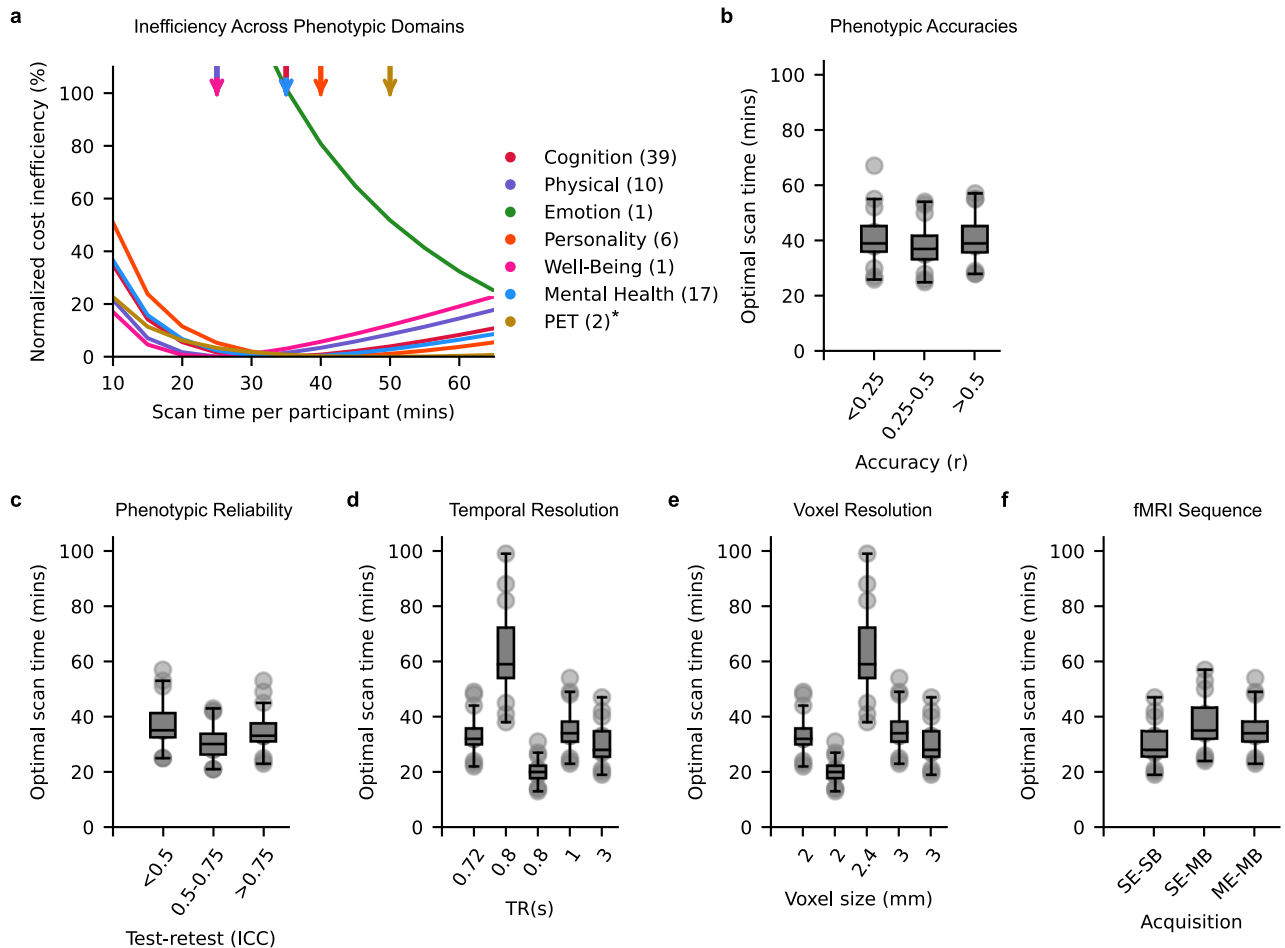 a
Inefficiency Across Phenotypic Domains
Normalized cost inefficiency (%)
100
80
60
40
20
0
10
20
30
40
50
60
Scan time per participant (mins)
Cognition (39)
Physical (10)
Emotion (1)
Personality (6)
Well-Being (1)
Mental Health (17)
PET (2)*
b
Phenotypic Accuracies
Optimal scan time (mins)
100
80
60
40
20
0
<0.25
0.25-0.5
>0.5
Accuracy (r)
c
Phenotypic Reliability
Optimal scan time (mins)
100
80
60
40
20
0
<0.5
0.5-0.75
>0.75
Test-retest (ICC)
d
Temporal Resolution
Optimal scan time (mins)
100
80
60
40
20
0
0.72
0.8
0.8
1
3
TR(s)
e
Voxel Resolution
Optimal scan time (mins)
100
80
60
40
20
0
2
2
2.4
3
3
Voxel size (mm)
f
fMRI Sequence
Optimal scan time (mins)
100
80
60
40
20
0
SE-SB
SE-MB
ME-MB
Acquisition